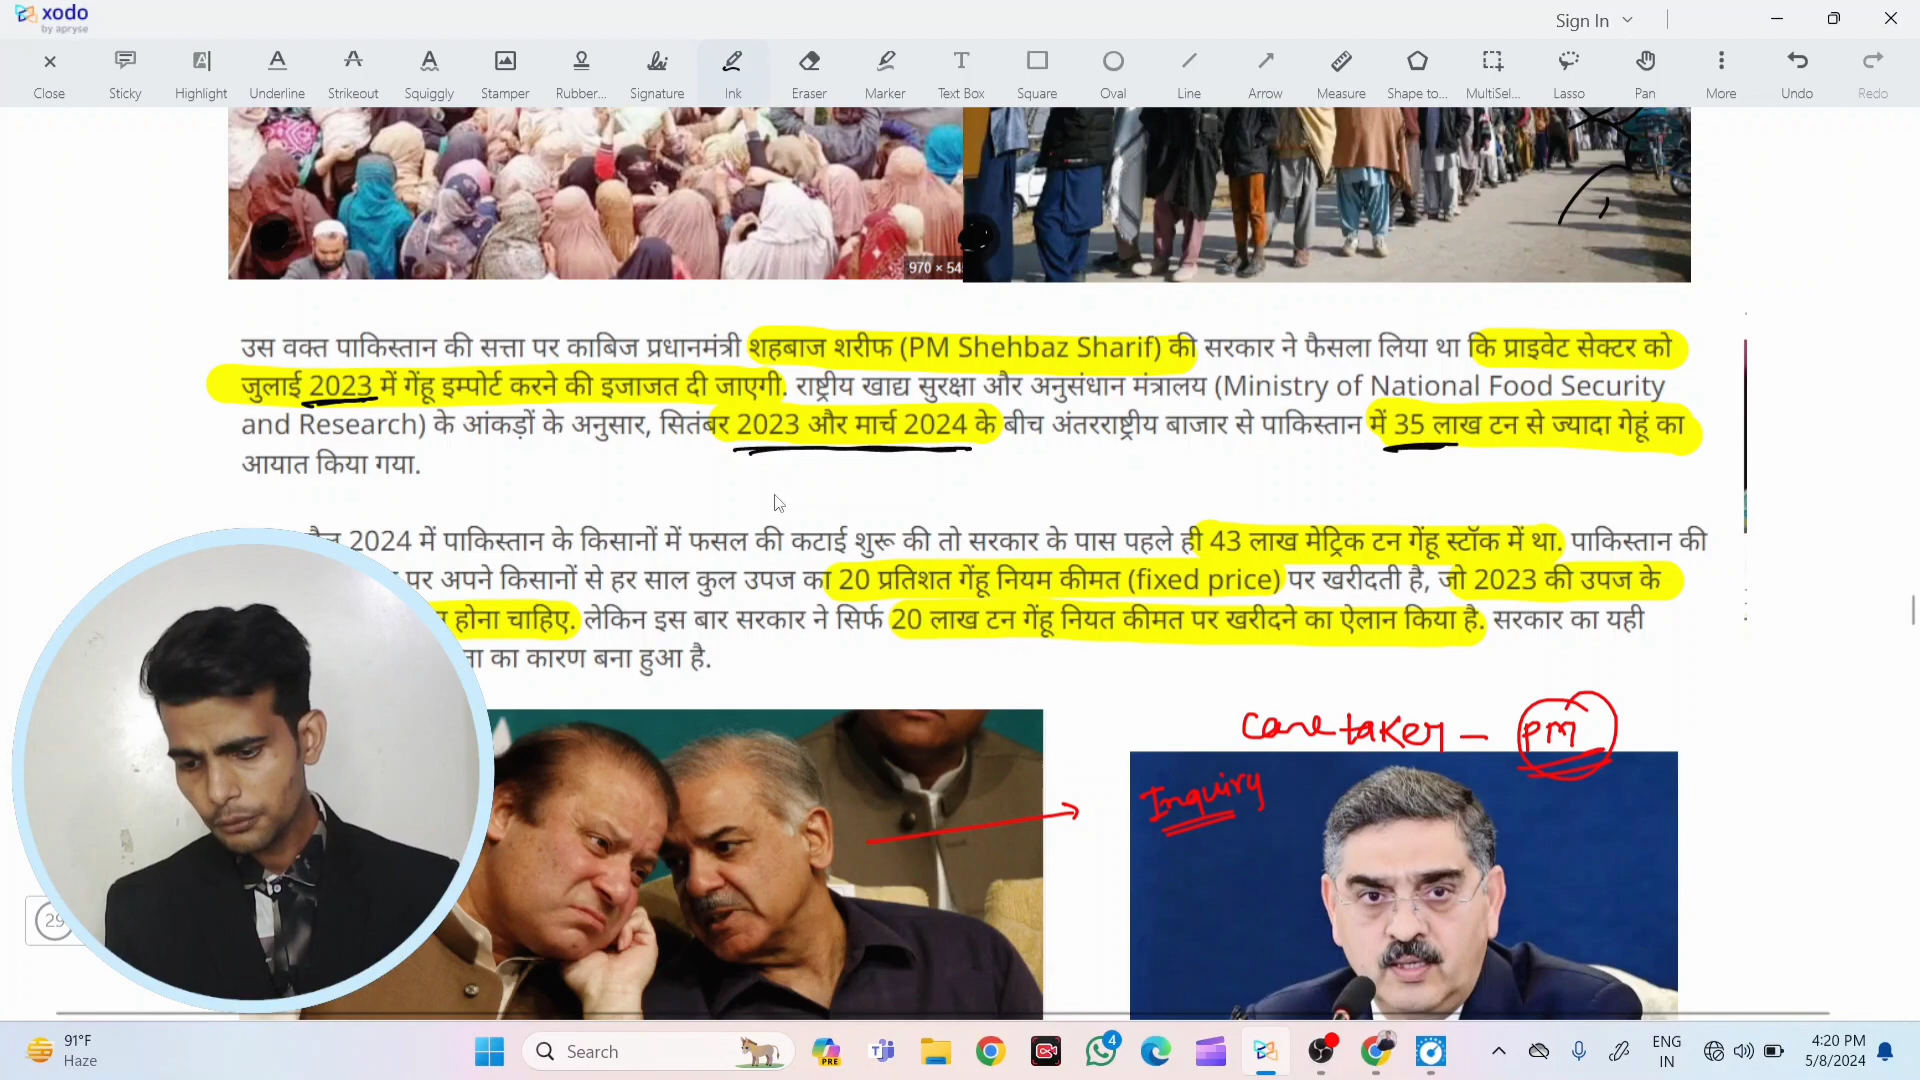 xodo
by apryse
Sign In
Close
Sticky
Highlight
Underline
Strikeout
Squiggly
Stamper
Rubber...
Signature
Ink
Eraser
Marker
Text Box
Square
Oval
Line
Arrow
Measure
Shape to...
MultiSel...
Lasso
Pan
More
Undo
Redo
970 × 54
उस वक्त पाकिस्तान की सत्ता पर काबिज प्रधानमंत्री शहबाज शरीफ (PM Shehbaz Sharif) की सरकार ने फैसला लिया था कि प्राइवेट सेक्टर को
जुलाई 2023 में गेंहू इम्पोर्ट करने की इजाजत दी जाएगी. राष्ट्रीय खाद्य सुरक्षा और अनुसंधान मंत्रालय (Ministry of National Food Security
and Research) के आंकड़ों के अनुसार, सितंबर 2023 और मार्च 2024 के बीच अंतरराष्ट्रीय बाजार से पाकिस्तान में 35 लाख टन से ज्यादा गेहूं का
आयात किया गया.
2024 में पाकिस्तान के किसानों में फसल की कटाई शुरू की तो सरकार के पास पहले ही 43 लाख मेट्रिक टन गेंहू स्टॉक में था. पाकिस्तान की
पर अपने किसानों से हर साल कुल उपज का 20 प्रतिशत गेंहू नियम कीमत (fixed price) पर खरीदती है, जो 2023 की उपज के
होना चाहिए. लेकिन इस बार सरकार ने सिर्फ 20 लाख टन गेंहू नियत कीमत पर खरीदने का ऐलान किया है. सरकार का यही
का कारण बना हुआ है.
Caretaker - PM
Inquiry
29
91°F
Haze
Search
PRE
4
ENG
IN
4:20 PM
5/8/2024